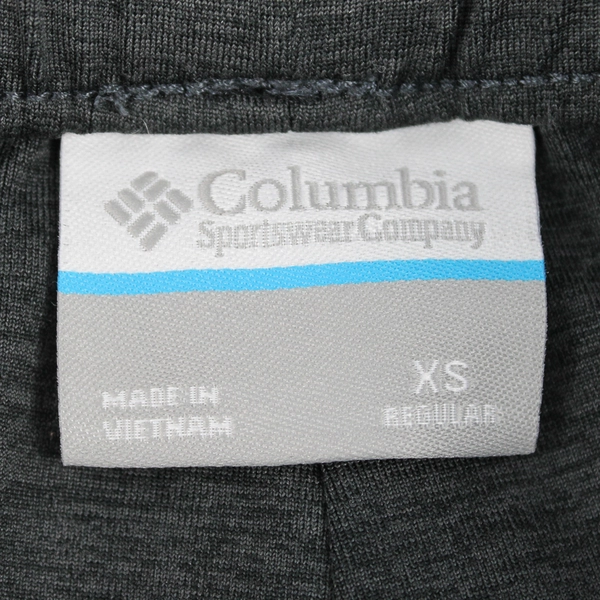 Columbia
Sportswear Company
XS
REGULAR
MADE IN
VIETNAM